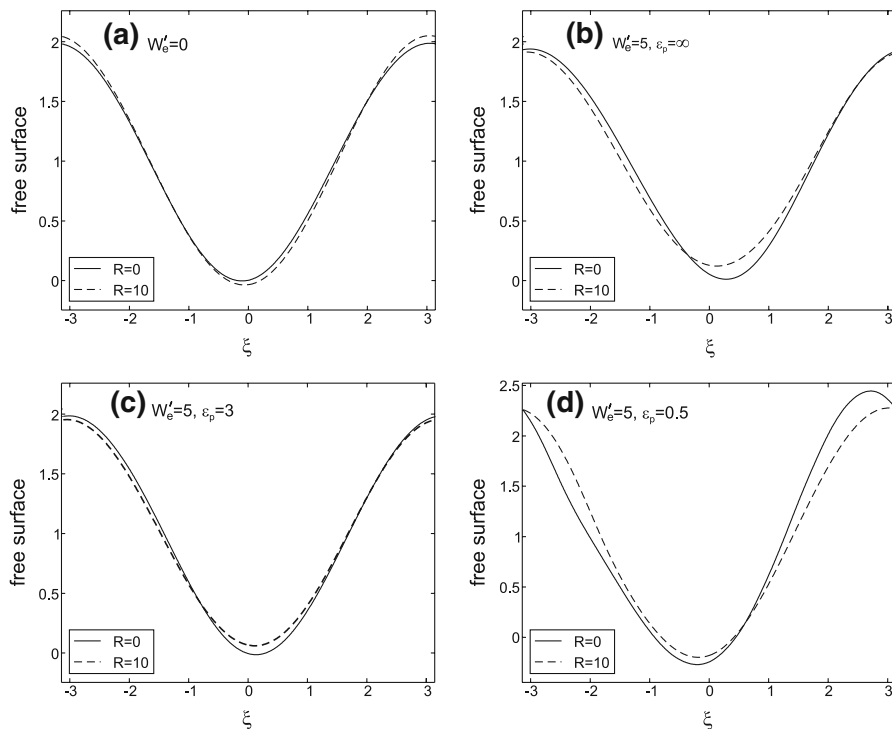 (a) W'ₑ=0
2
1.5
1
0.5
0
free surface
R=0
R=10
-3 -2 -1 0 1 2 3
ξ
(b) W'ₑ=5, εₚ=∞
2
1.5
1
0.5
0
free surface
R=0
R=10
-3 -2 -1 0 1 2 3
ξ
(c) W'ₑ=5, εₚ=3
2
1.5
1
0.5
0
free surface
R=0
R=10
-3 -2 -1 0 1 2 3
ξ
(d) W'ₑ=5, εₚ=0.5
2.5
2
1.5
1
0.5
0
free surface
R=0
R=10
-3 -2 -1 0 1 2 3
ξ